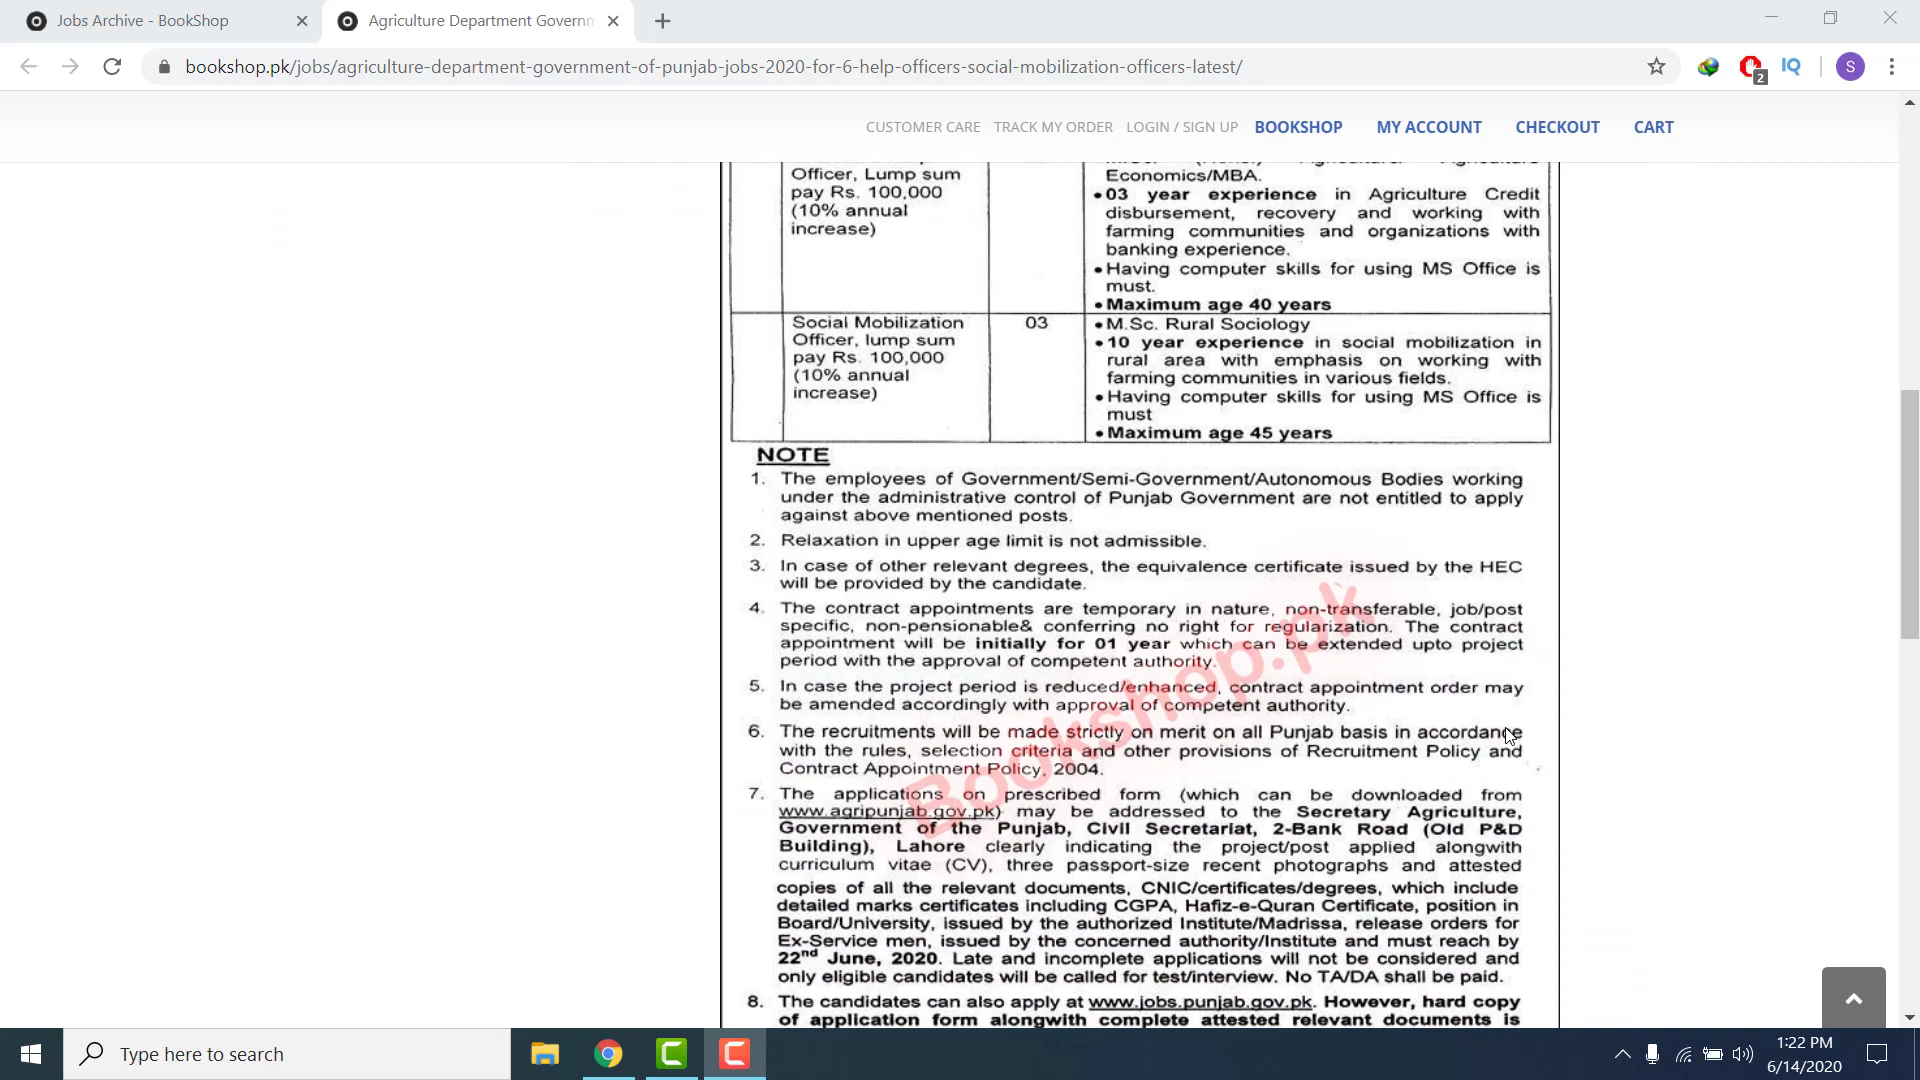 Jobs Archive - BookShop
Agriculture Department Governm
bookshop.pk/jobs/agriculture-department-government-of-punjab-jobs-2020-for-6-help-officers-social-mobilization-officers-latest/
2
IQ
S
CUSTOMER CARE TRACK MY ORDER LOGIN / SIGN UP BOOKSHOP MY ACCOUNT CHECKOUT CART
Officer, Lump sum
pay Rs. 100,000
(10% annual
increase)
Economics/MBA.
•03 year experience in Agriculture Credit
disbursement, recovery and working with
farming communities and organizations with
banking experience.
•Having computer skills for using MS Office is
must.
•Maximum age 40 years
Social Mobilization
Officer, lump sum
pay Rs. 100,000
(10% annual
increase)
03
•M.Sc. Rural Sociology
•10 year experience in social mobilization in
rural area with emphasis on working with
farming communities in various fields.
•Having computer skills for using MS Office is
must
•Maximum age 45 years
NOTE
1. The employees of Government/Semi-Government/Autonomous Bodies working
under the administrative control of Punjab Government are not entitled to apply
against above mentioned posts.
2. Relaxation in upper age limit is not admissible.
3. In case of other relevant degrees, the equivalence certificate issued by the HEC
will be provided by the candidate.
4. The contract appointments are temporary in nature, non-transferable, job/post
specific, non-pensionable& conferring no right for regularization. The contract
appointment will be initially for 01 year which can be extended upto project
period with the approval of competent authority.
5. In case the project period is reduced/enhanced, contract appointment order may
be amended accordingly with approval of competent authority.
6. The recruitments will be made strictly on merit on all Punjab basis in accordance
with the rules, selection criteria and other provisions of Recruitment Policy and
Contract Appointment Policy, 2004.
7. The applications on prescribed form (which can be downloaded from
www.agripunjab.gov.pk) may be addressed to the Secretary Agriculture,
Government of the Punjab, Civil Secretariat, 2-Bank Road (Old P&D
Building), Lahore clearly indicating the project/post applied alongwith
curriculum vitae (CV), three passport-size recent photographs and attested
copies of all the relevant documents, CNIC/certificates/degrees, which include
detailed marks certificates including CGPA, Hafiz-e-Quran Certificate, position in
Board/University, issued by the authorized Institute/Madrissa, release orders for
Ex-Service men, issued by the concerned authority/Institute and must reach by
22nd June, 2020. Late and incomplete applications will not be considered and
only eligible candidates will be called for test/interview. No TA/DA shall be paid.
8. The candidates can also apply at www.jobs.punjab.gov.pk. However, hard copy
of application form alongwith complete attested relevant documents is
Bookshop.pk
Type here to search
1:22 PM
6/14/2020